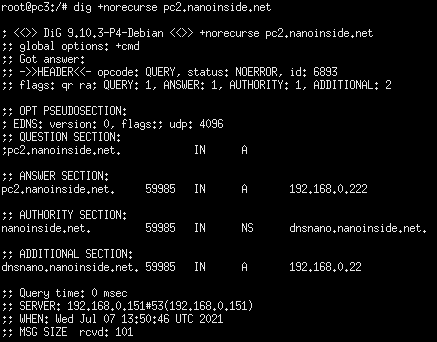 root@pc3:/# dig +norecurse pc2.nanoinside.net
; <<>> DiG 9.10.3-P4-Debian <<>> +norecurse pc2.nanoinside.net
;; global options: +cmd
;; Got answer:
;; ->>HEADER<<- opcode: QUERY, status: NOERROR, id: 6893
;; flags: qr ra; QUERY: 1, ANSWER: 1, AUTHORITY: 1, ADDITIONAL: 2
;; OPT PSEUDOSECTION:
; EDNS: version: 0, flags:; udp: 4096
;; QUESTION SECTION:
;pc2.nanoinside.net. IN A
;; ANSWER SECTION:
pc2.nanoinside.net. 59985 IN A 192.168.0.222
;; AUTHORITY SECTION:
nanoinside.net. 59985 IN NS dnsnano.nanoinside.net.
;; ADDITIONAL SECTION:
dnsnano.nanoinside.net. 59985 IN A 192.168.0.22
;; Query time: 0 msec
;; SERVER: 192.168.0.151#53(192.168.0.151)
;; WHEN: Wed Jul 07 13:50:46 UTC 2021
;; MSG SIZE rcvd: 101